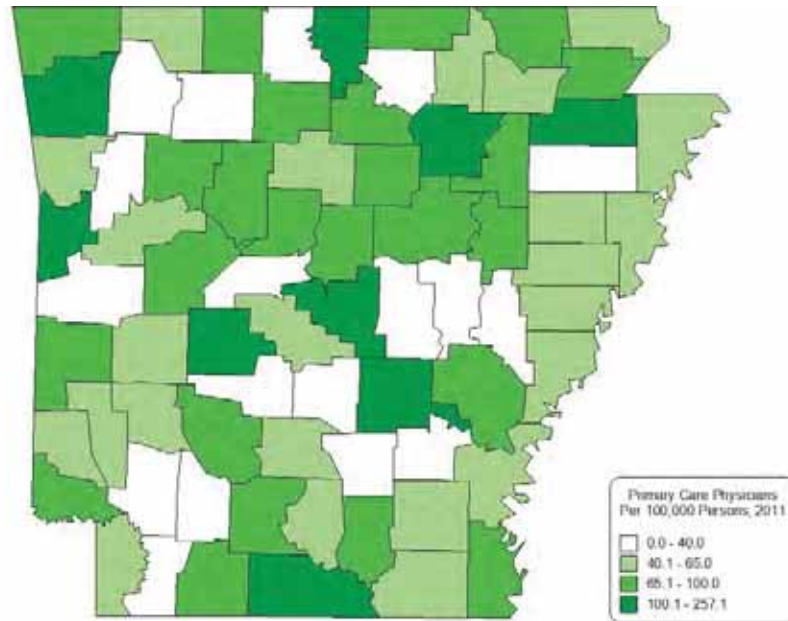 Primary Care Physicians
Per 100,000 Persons, 2011
0.0 - 40.0
40.1 - 65.0
65.1 - 100.0
100.1 - 257.1